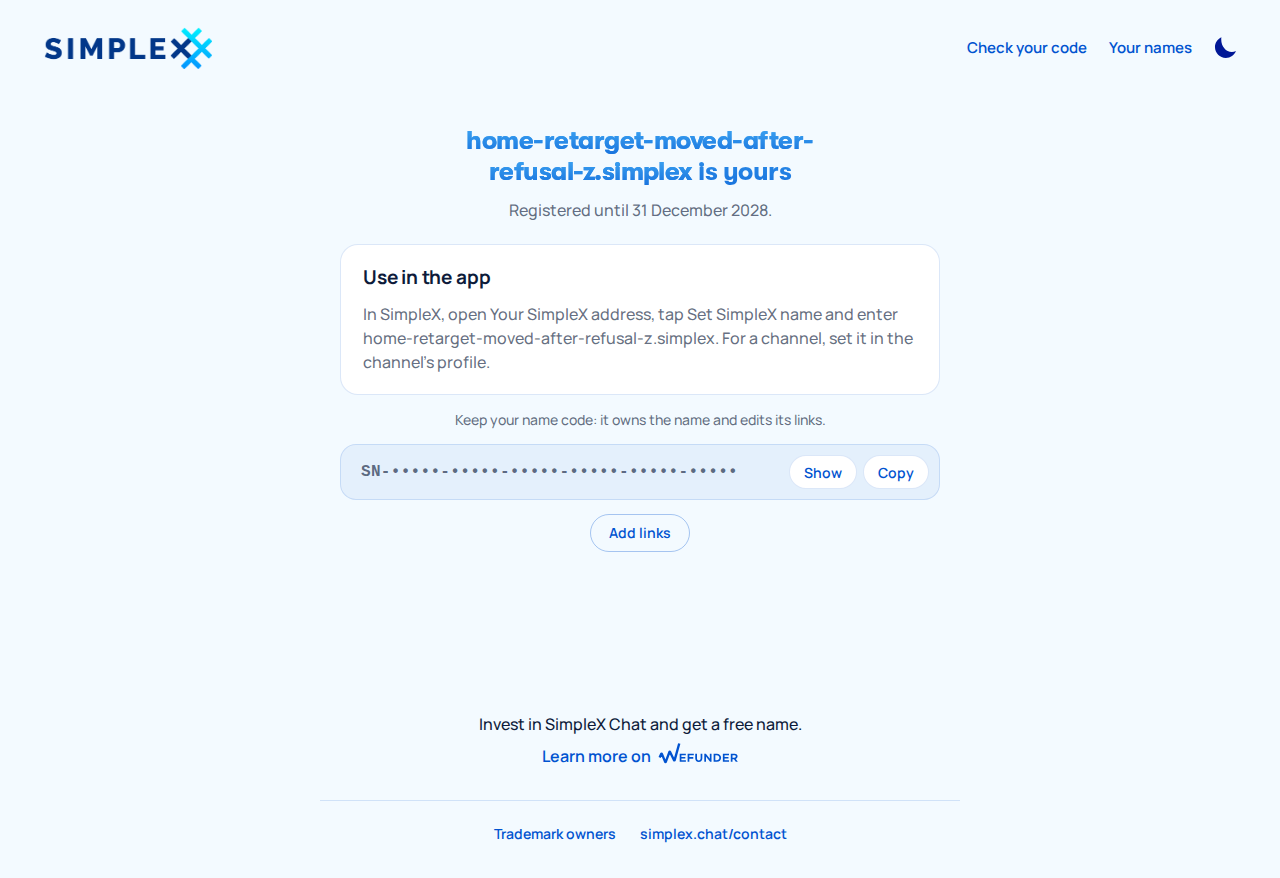 SIMPLEX
Check your code
Your names
home-retarget-moved-after-
refusal-z.simplex is yours
Registered until 31 December 2028.
Use in the app
In SimpleX, open Your SimpleX address, tap Set SimpleX name and enter
home-retarget-moved-after-refusal-z.simplex. For a channel, set it in the
channel's profile.
Keep your name code: it owns the name and edits its links.
SN-•••••-•••••-•••••-•••••-•••••-•••••
Show
Copy
Add links
Invest in SimpleX Chat and get a free name.
Learn more on WEFUNDER
Trademark owners
simplex.chat/contact